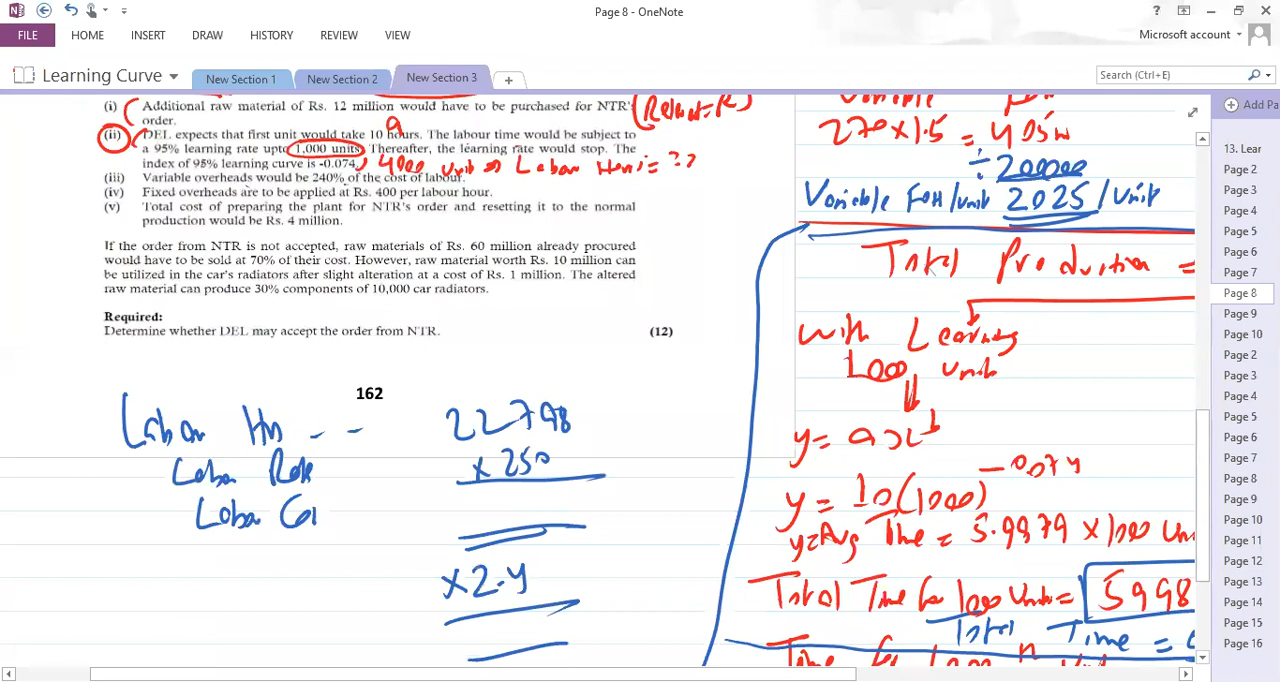 Page 8 - OneNote
FILE HOME INSERT DRAW HISTORY REVIEW VIEW
Microsoft account
Learning Curve New Section 1 New Section 2 New Section 3
Search (Ctrl+E)
(i) Additional raw material of Rs. 12 million would have to be purchased for NTR's
order.
(ii) DEL expects that first unit would take 10 hours. The labour time would be subject to
a 95% learning rate upto 1,000 units. Thereafter, the learning rate would stop. The
index of 95% learning curve is -0.074.
(iii) Variable overheads would be 240% of the cost of labour.
(iv) Fixed overheads are to be applied at Rs. 400 per labour hour.
(v) Total cost of preparing the plant for NTR's order and resetting it to the normal
production would be Rs. 4 million.
If the order from NTR is not accepted, raw materials of Rs. 60 million already procured
would have to be sold at 70% of their cost. However, raw material worth Rs. 10 million can
be utilized in the car's radiators after slight alteration at a cost of Rs. 1 million. The altered
raw material can produce 30% components of 10,000 car radiators.
Required:
Determine whether DEL may accept the order from NTR. (12)
162
a
4000 unit ⇒ Labour Hours = ??
Labour Hrs - - 22798
Labour Rate x 250
Labour Cos
x2.4
Variable
270 x 1.5 = 405m
÷ 200000
Variable FOH/unit 2025/unit
Total Production =
with Learning
1000 units
y = ax b
y = 10(1000) -0.074
y = Avg Time = 5.9979 x 1000 Un
Total Time for 1000 Units = 5998
Total Time =
Time for 1000 th
Add Pa
13. Lear
Page 2
Page 3
Page 4
Page 5
Page 6
Page 7
Page 8
Page 9
Page 10
Page 2
Page 3
Page 4
Page 5
Page 6
Page 7
Page 8
Page 9
Page 10
Page 11
Page 12
Page 13
Page 14
Page 15
Page 16